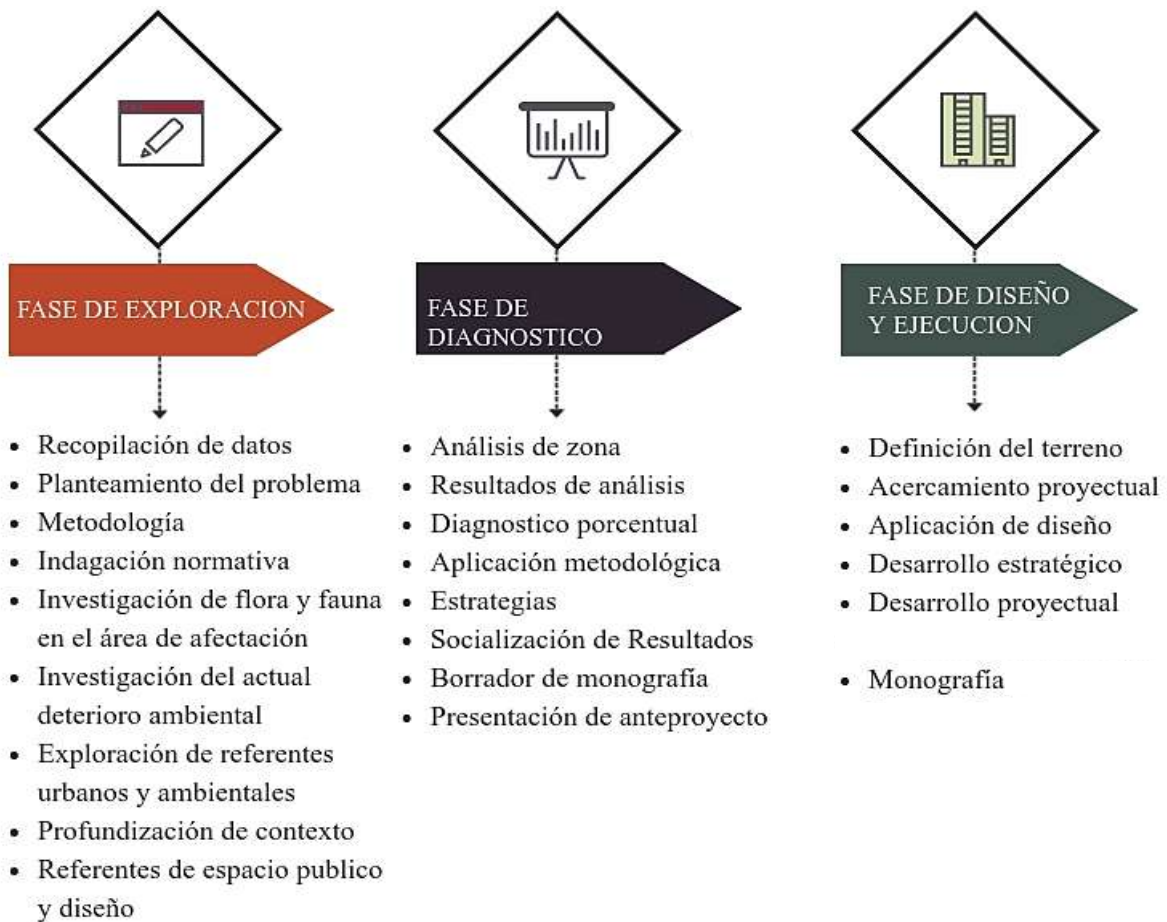 FASE DE EXPLORACION
• Recopilación de datos
• Planteamiento del problema
• Metodología
• Indagación normativa
• Investigación de flora y fauna
en el área de afectación
• Investigación del actual
deterioro ambiental
• Exploración de referentes
urbanos y ambientales
• Profundización de contexto
• Referentes de espacio publico
y diseño
FASE DE
DIAGNOSTICO
• Análisis de zona
• Resultados de análisis
• Diagnostico porcentual
• Aplicación metodológica
• Estrategias
• Socialización de Resultados
• Borrador de monografía
• Presentación de anteproyecto
FASE DE DISEÑO
Y EJECUCION
• Definición del terreno
• Acercamiento proyectual
• Aplicación de diseño
• Desarrollo estratégico
• Desarrollo proyectual
• Monografía